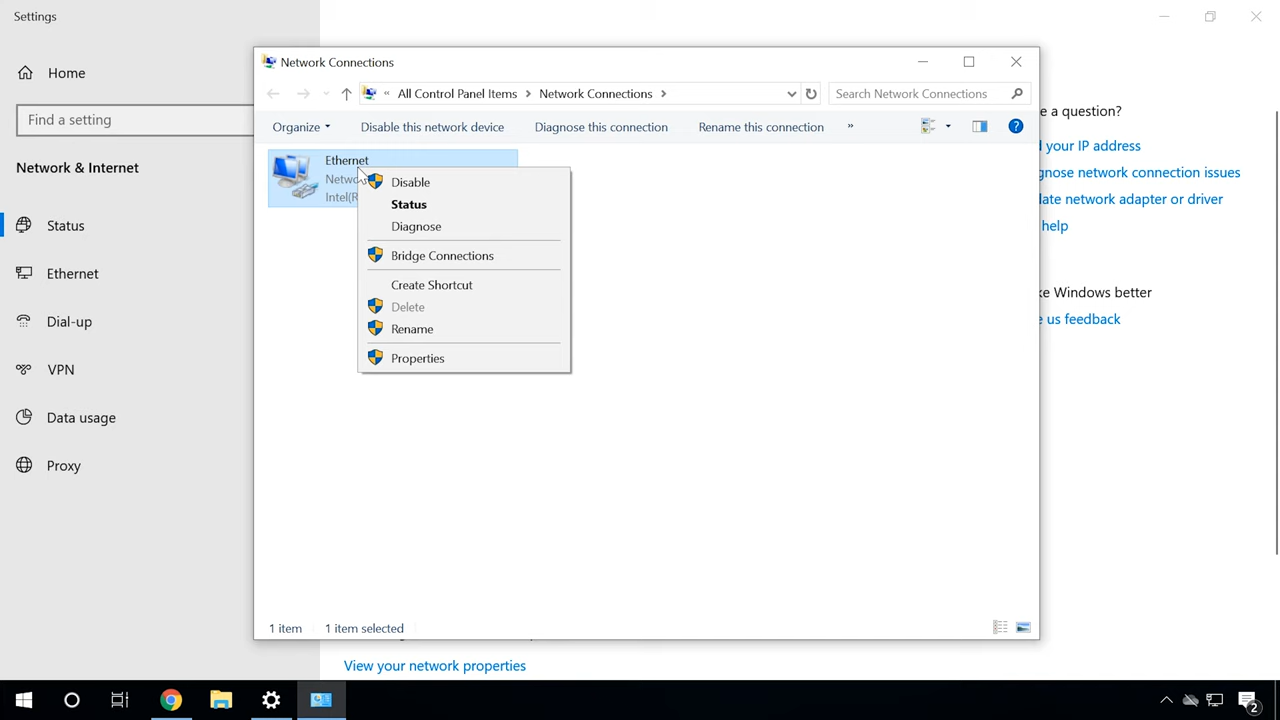 Settings
Home
Find a setting
Network & Internet
Status
Ethernet
Dial-up
VPN
Data usage
Proxy
Network Connections
« All Control Panel Items > Network Connections >
Search Network Connections
Organize
Disable this network device
Diagnose this connection
Rename this connection
»
Ethernet
Disable
Status
Diagnose
Bridge Connections
Create Shortcut
Delete
Rename
Properties
1 item
1 item selected
View your network properties
e a question?
your IP address
gnose network connection issues
late network adapter or driver
help
ke Windows better
us feedback
2